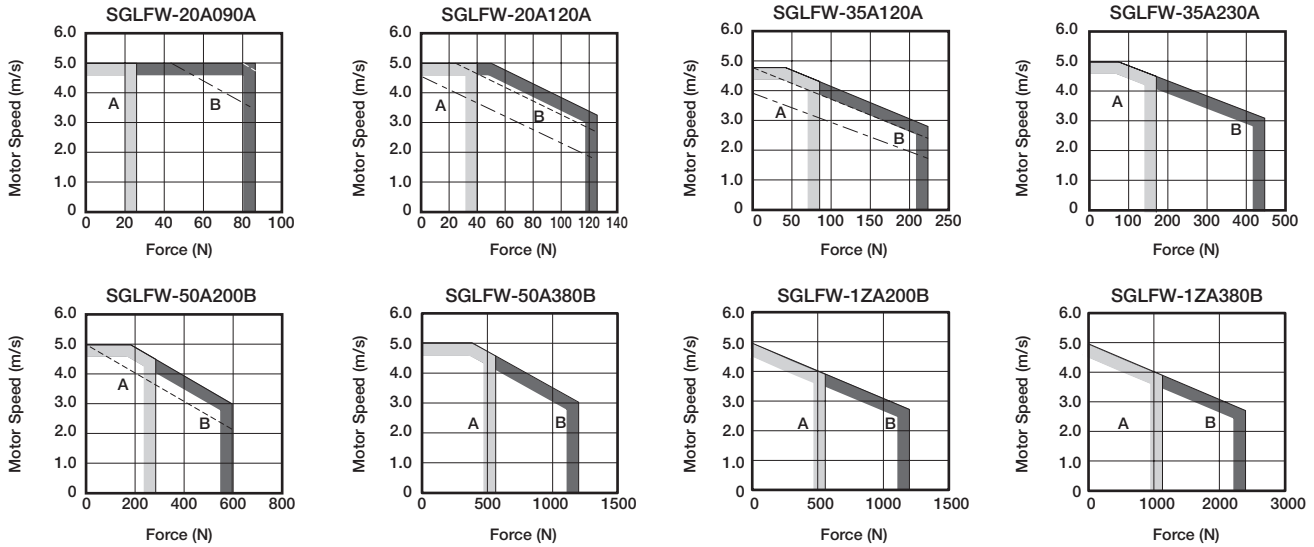 SGLFW-20A090A
Motor Speed (m/s)
6.0
5.0
4.0
3.0
2.0
1.0
0
A
B
0 20 40 60 80 100
Force (N)
SGLFW-20A120A
Motor Speed (m/s)
6.0
5.0
4.0
3.0
2.0
1.0
0
A
B
0 20 40 60 80 100 120 140
Force (N)
SGLFW-35A120A
Motor Speed (m/s)
6.0
5.0
4.0
3.0
2.0
1.0
0
A
B
0 50 100 150 200 250
Force (N)
SGLFW-35A230A
Motor Speed (m/s)
6.0
5.0
4.0
3.0
2.0
1.0
0
A
B
0 100 200 300 400 500
Force (N)
SGLFW-50A200B
Motor Speed (m/s)
6.0
5.0
4.0
3.0
2.0
1.0
0
A
B
0 200 400 600 800
Force (N)
SGLFW-50A380B
Motor Speed (m/s)
6.0
5.0
4.0
3.0
2.0
1.0
0
A
B
0 500 1000 1500
Force (N)
SGLFW-1ZA200B
Motor Speed (m/s)
6.0
5.0
4.0
3.0
2.0
1.0
0
A
B
0 500 1000 1500
Force (N)
SGLFW-1ZA380B
Motor Speed (m/s)
6.0
5.0
4.0
3.0
2.0
1.0
0
A
B
0 1000 2000 3000
Force (N)